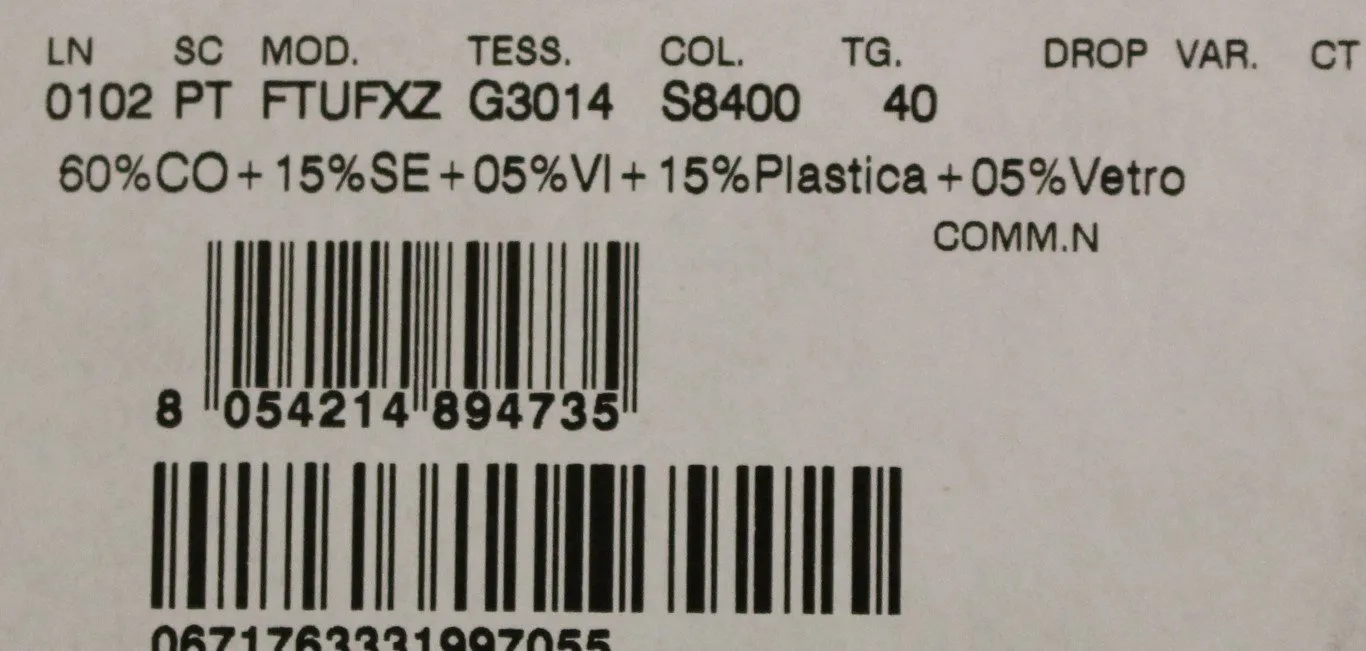 LN SC MOD. TESS. COL. TG. DROP VAR. CT
0102 PT FTUFXZ G3014 S8400 40
60%CO+15%SE+05%VI+15%Plastica+05%Vetro
COMM.N
8 054214 894735
0671763331997055